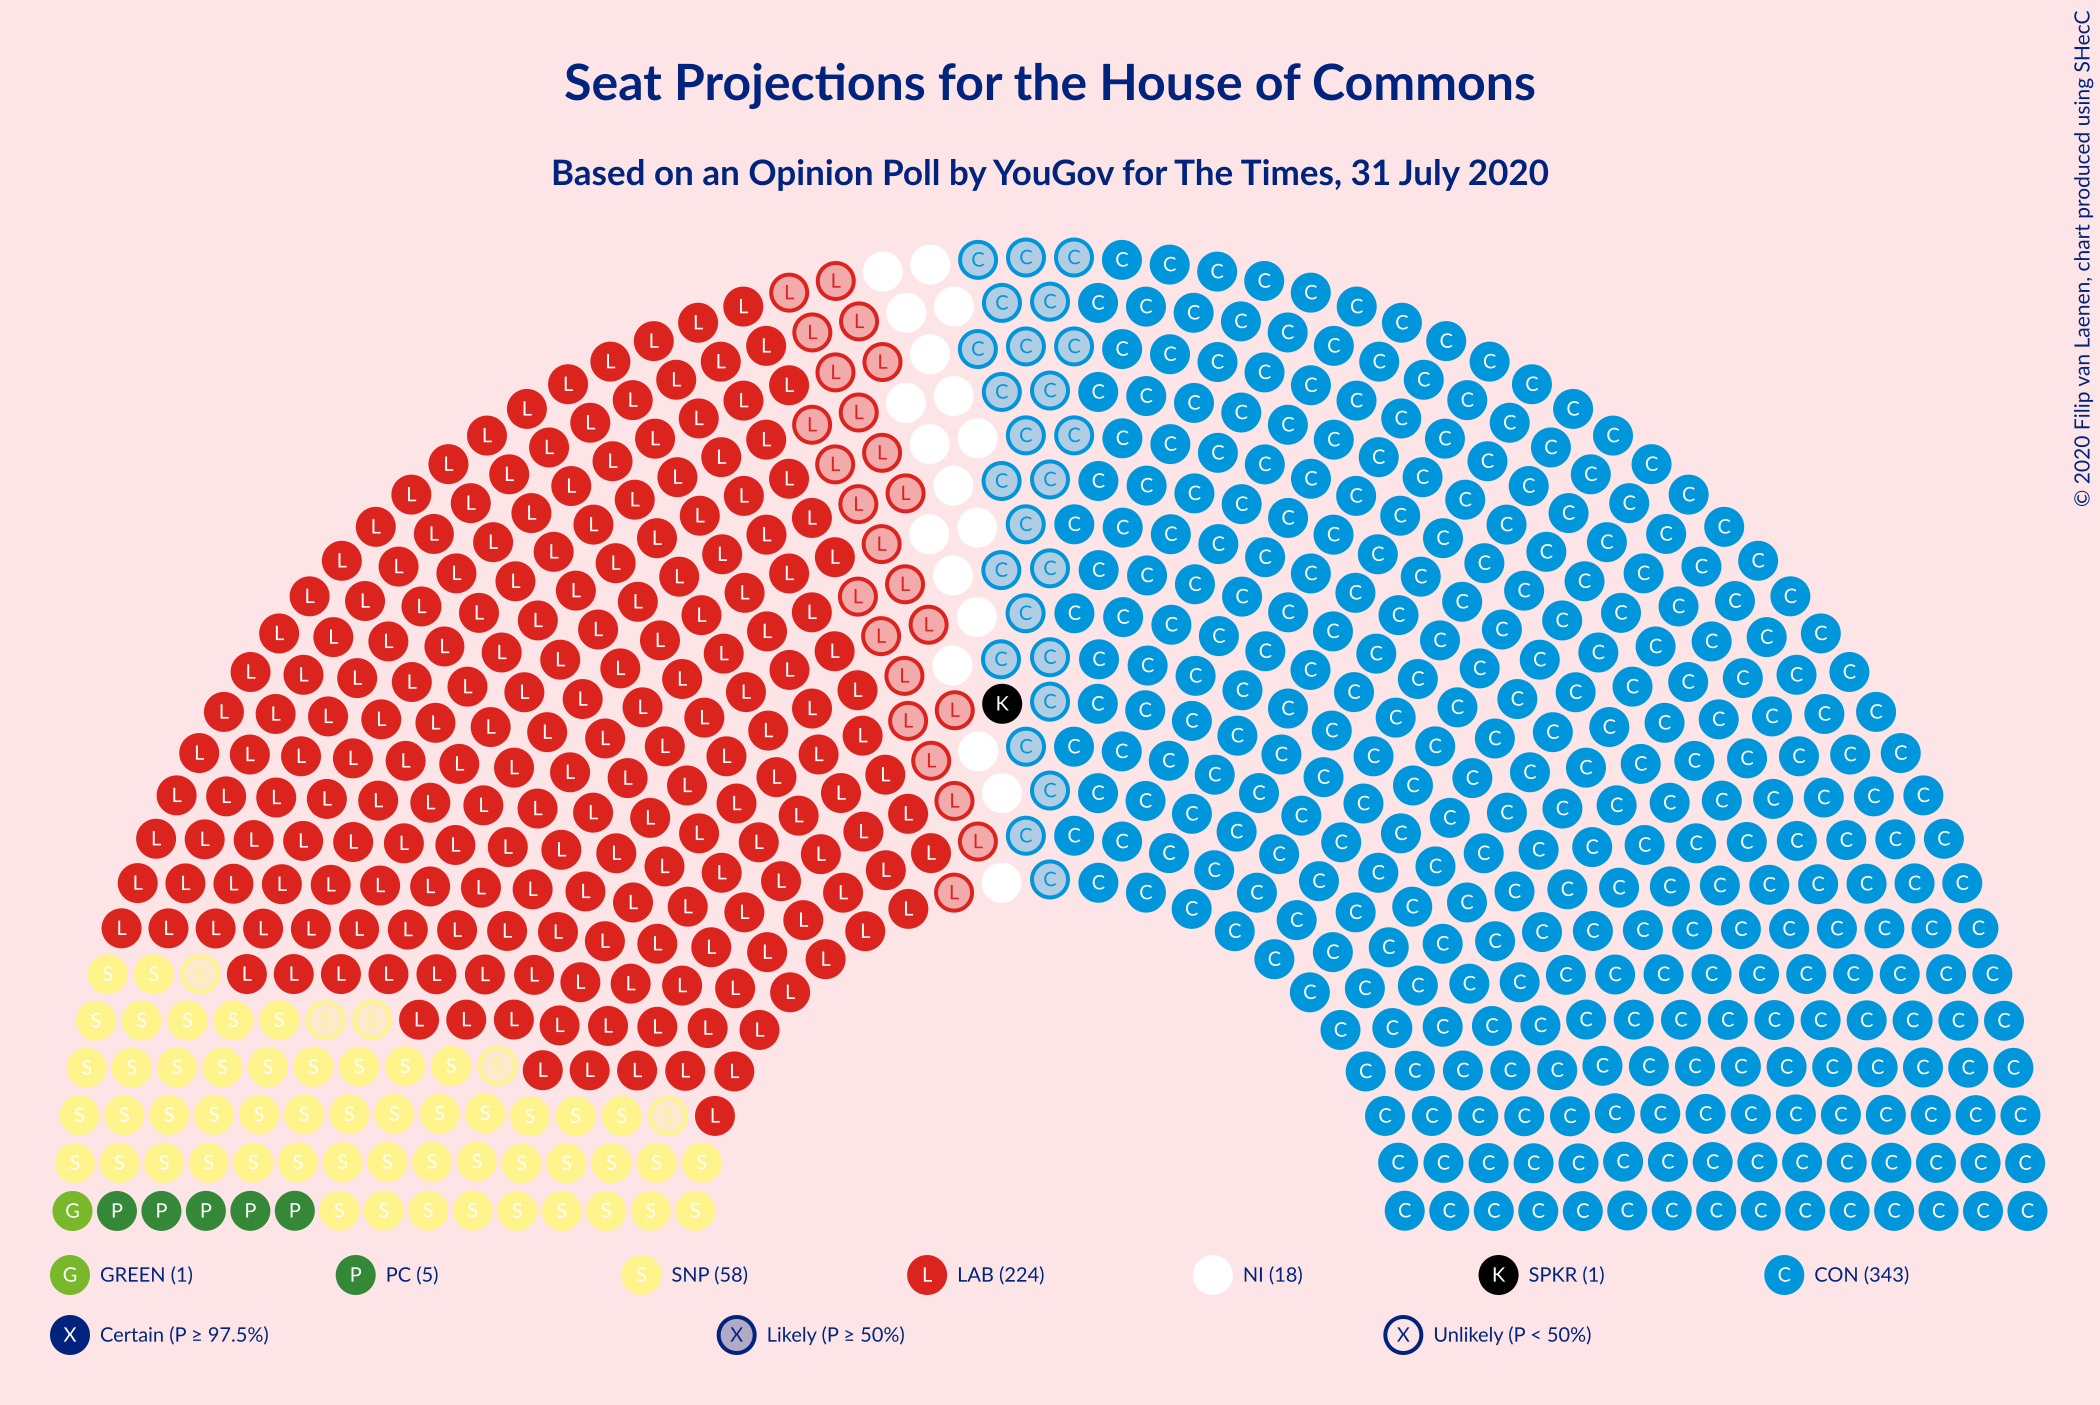 Seat Projections for the House of Commons
Based on an Opinion Poll by YouGov for The Times, 31 July 2020
© 2020 Filip van Laenen, chart produced using SHecC
G GREEN (1)
P PC (5)
S SNP (58)
L LAB (224)
NI (18)
K SPKR (1)
C CON (343)
X Certain (P ≥ 97.5%)
X Likely (P ≥ 50%)
X Unlikely (P < 50%)